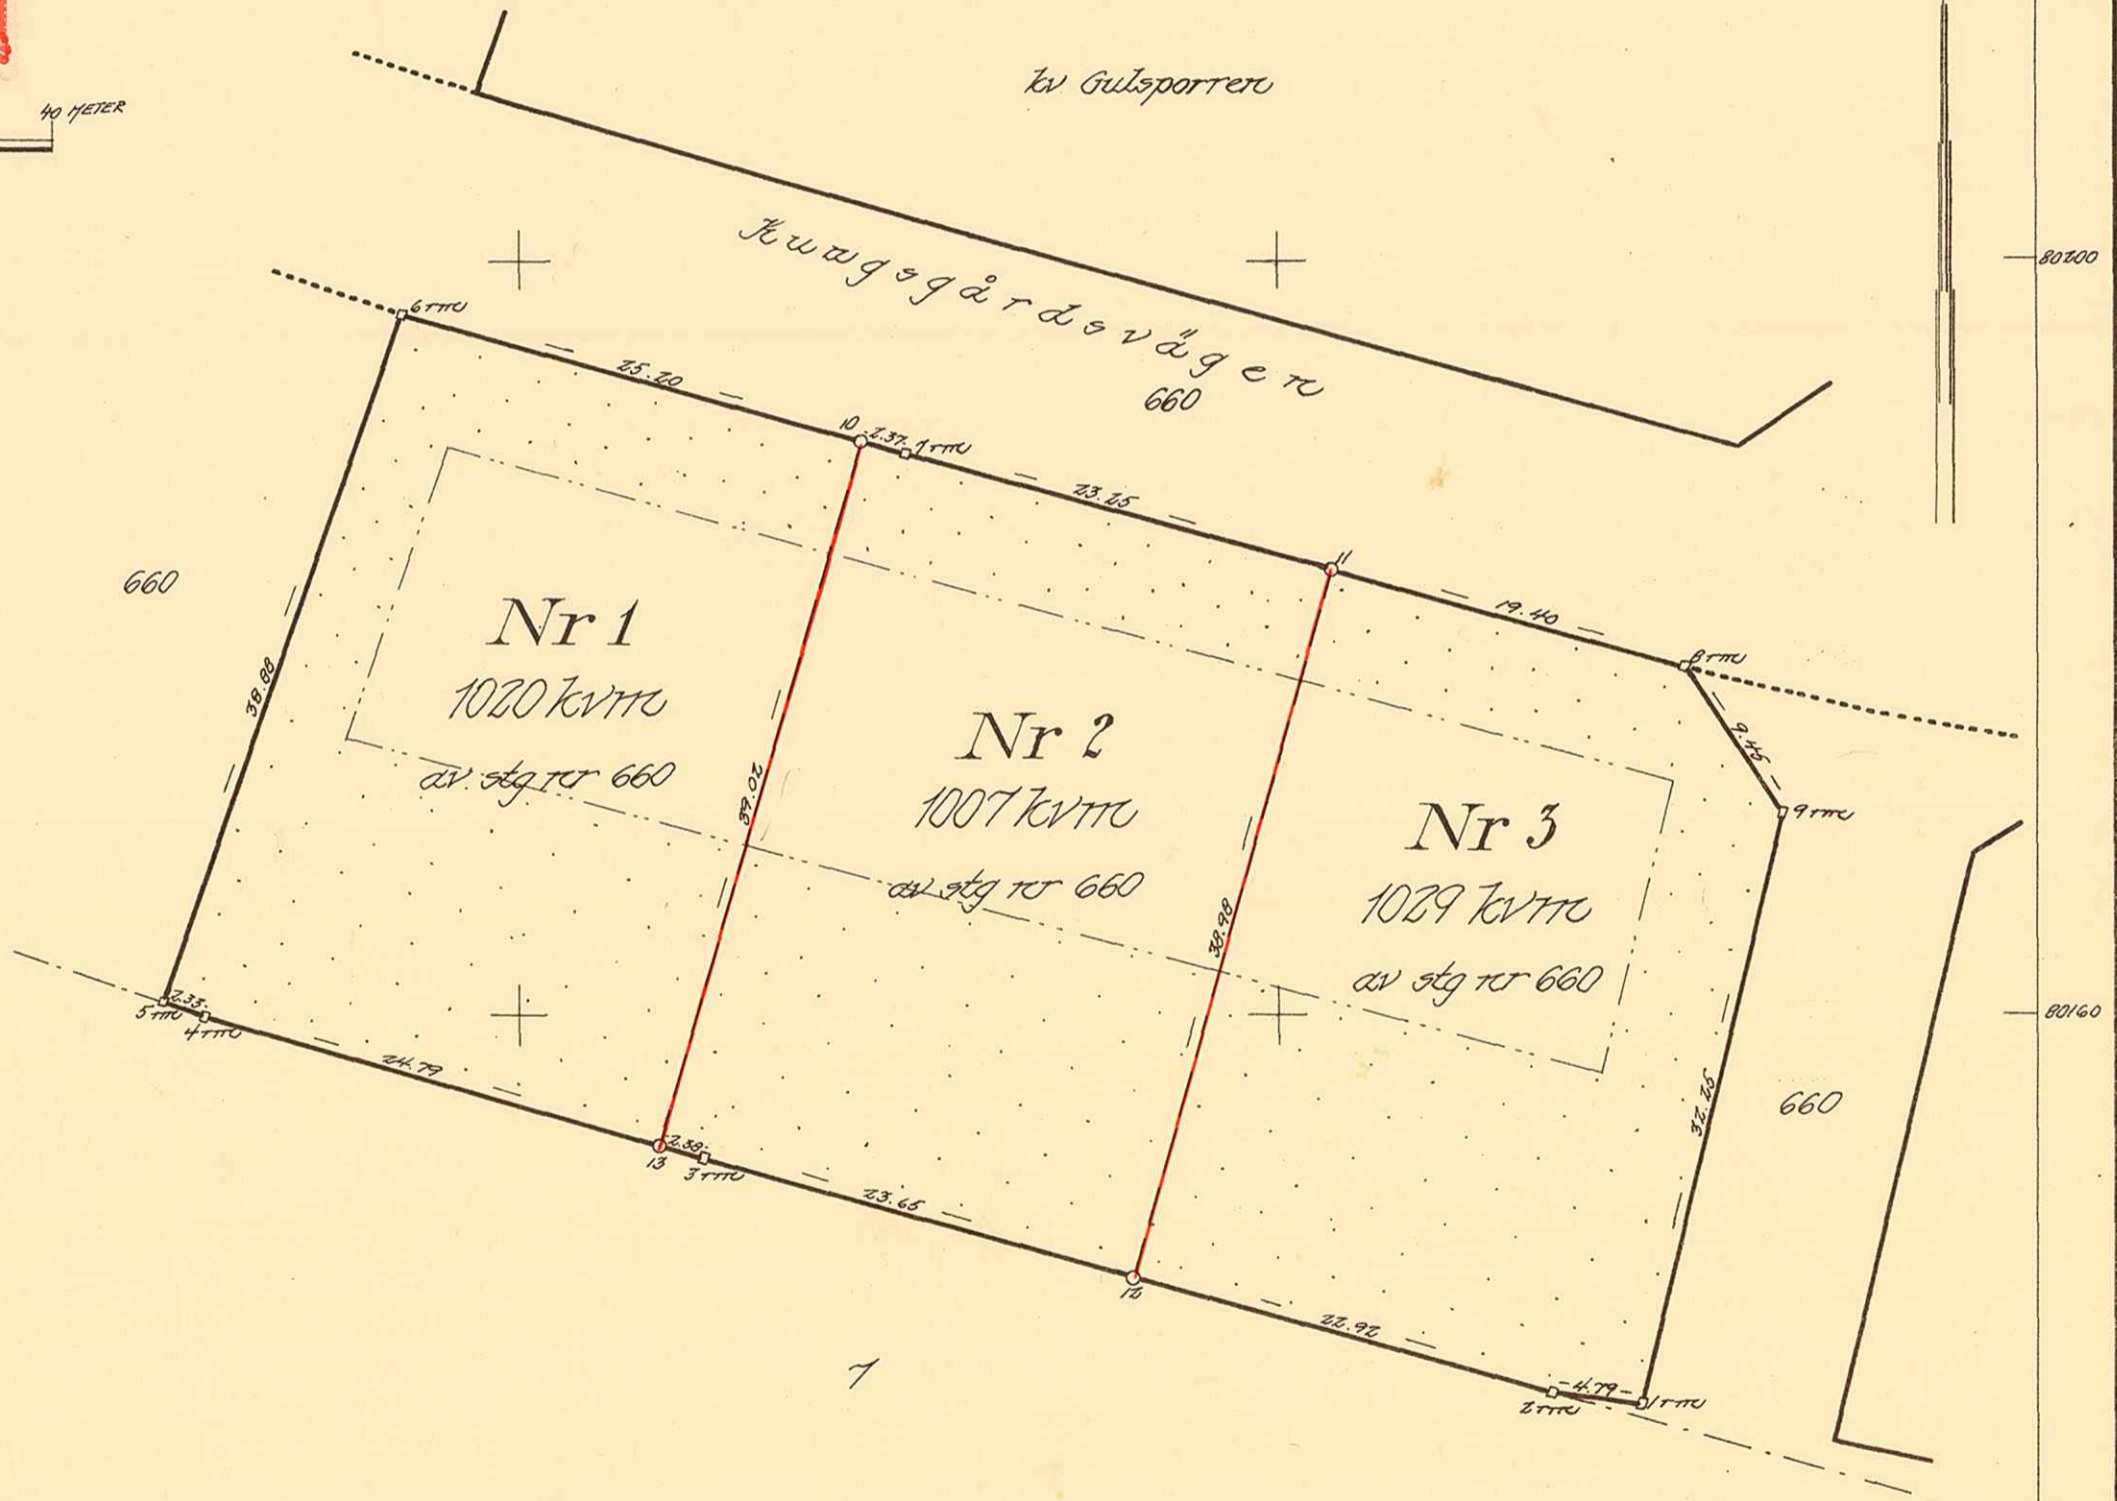 40 METER
kv Gulsporren
Kungsgårdsvägen
660
80200
6 rm
25.20
10
2.37
7 rm
23.25
11
19.40
8 rm
9.45
9 rm
660
38.88
Nr 1
1020 kvm
av stg nr 660
39.02
Nr 2
1007 kvm
av stg nr 660
38.98
Nr 3
1029 kvm
av stg nr 660
32.25
660
80160
5 rm
2.33
4 rm
24.79
13
2.38
3 rm
23.65
12
22.92
2 rm
4.79
1 rm
7